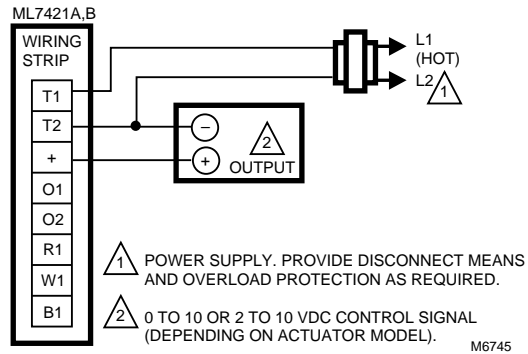 ML7421A,B
WIRING
STRIP
T1
T2
+
O1
O2
R1
W1
B1
L1
(HOT)
L2
1
–
+
2
OUTPUT
1 POWER SUPPLY. PROVIDE DISCONNECT MEANS
AND OVERLOAD PROTECTION AS REQUIRED.
2 0 TO 10 OR 2 TO 10 VDC CONTROL SIGNAL
(DEPENDING ON ACTUATOR MODEL).
M6745